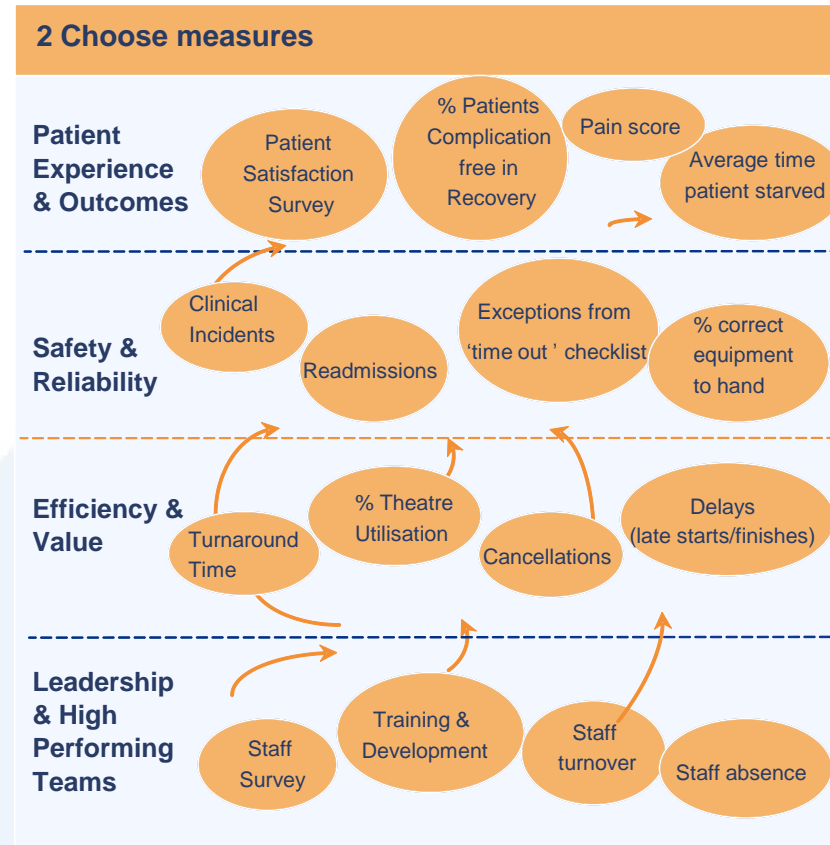 2 Choose measures
Patient
Experience
& Outcomes
Patient
Satisfaction
Survey
% Patients
Complication
free in
Recovery
Pain score
Average time
patient starved
Safety &
Reliability
Clinical
Incidents
Readmissions
Exceptions from
‘time out ’ checklist
% correct
equipment
to hand
Efficiency &
Value
Turnaround
Time
% Theatre
Utilisation
Cancellations
Delays
(late starts/finishes)
Leadership
& High
Performing
Teams
Staff
Survey
Training &
Development
Staff
turnover
Staff absence